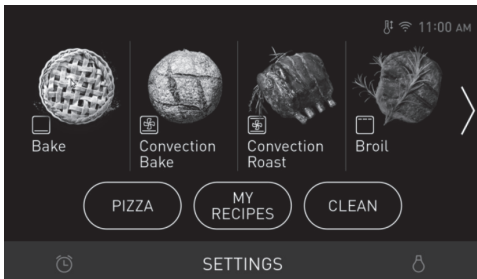 11:00 AM
Bake
Convection
Bake
Convection
Roast
Broil
PIZZA
MY
RECIPES
CLEAN
SETTINGS